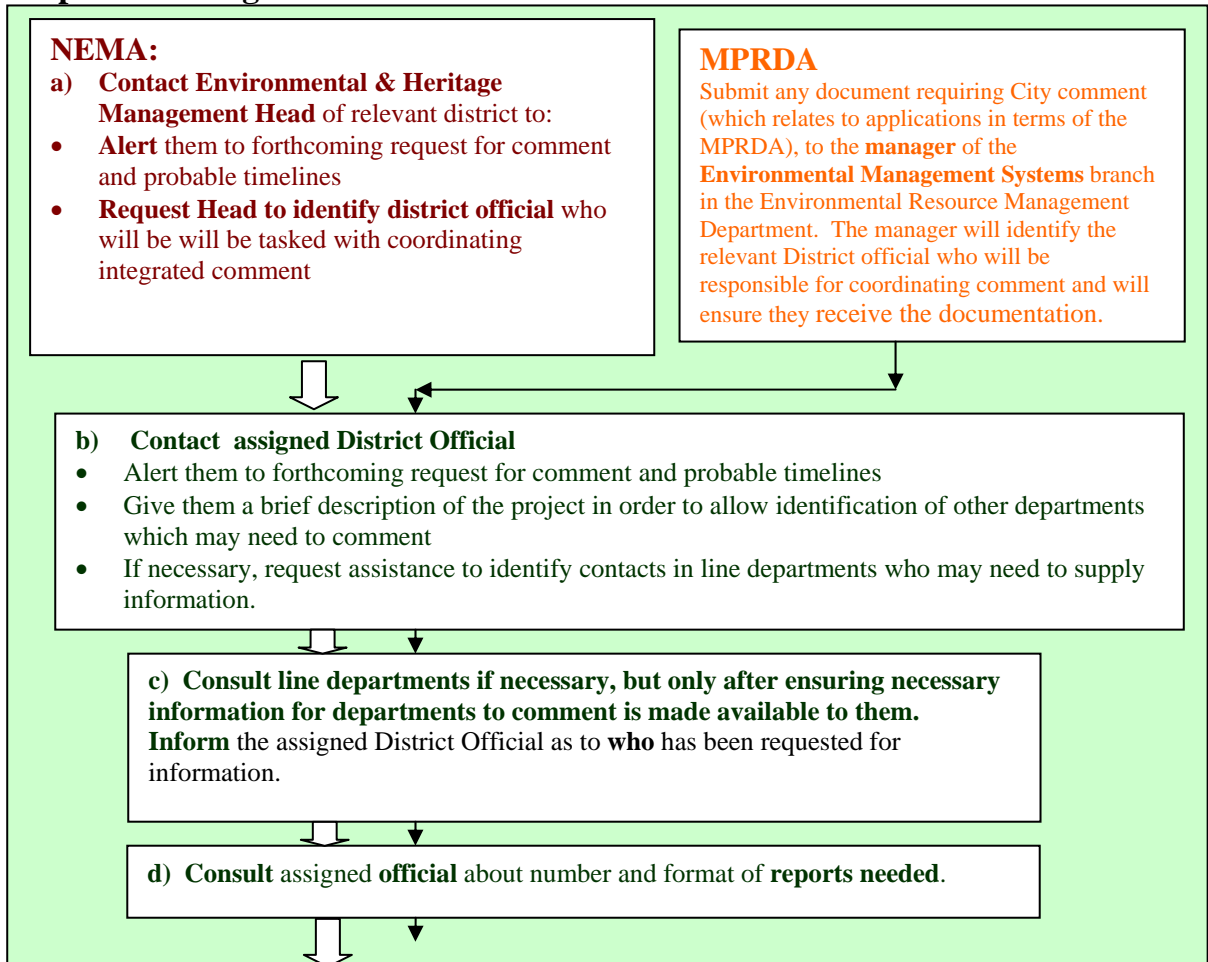 NEMA:
a) Contact Environmental & Heritage
Management Head of relevant district to:
• Alert them to forthcoming request for comment
and probable timelines
• Request Head to identify district official who
will be will be tasked with coordinating
integrated comment
MPRDA
Submit any document requiring City comment
(which relates to applications in terms of the
MPRDA), to the manager of the
Environmental Management Systems branch
in the Environmental Resource Management
Department. The manager will identify the
relevant District official who will be
responsible for coordinating comment and will
ensure they receive the documentation.
b) Contact assigned District Official
• Alert them to forthcoming request for comment and probable timelines
• Give them a brief description of the project in order to allow identification of other departments
which may need to comment
• If necessary, request assistance to identify contacts in line departments who may need to supply
information.
c) Consult line departments if necessary, but only after ensuring necessary
information for departments to comment is made available to them.
Inform the assigned District Official as to who has been requested for
information.
d) Consult assigned official about number and format of reports needed.